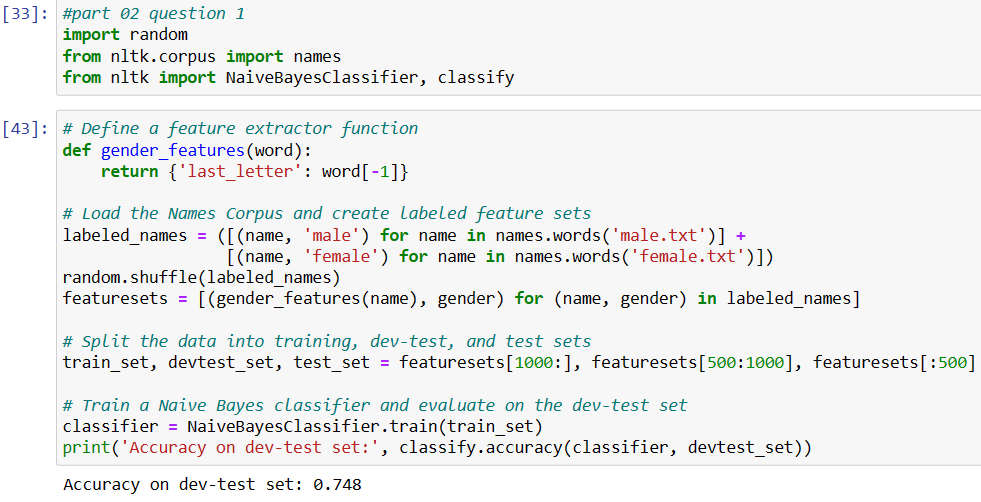 [33]: #part 02 question 1
import random
from nltk.corpus import names
from nltk import NaiveBayesClassifier, classify
[43]: # Define a feature extractor function
def gender_features(word):
    return {'last_letter': word[-1]}
# Load the Names Corpus and create labeled feature sets
labeled_names = ([(name, 'male') for name in names.words('male.txt')] +
                 [(name, 'female') for name in names.words('female.txt')])
random.shuffle(labeled_names)
featuresets = [(gender_features(name), gender) for (name, gender) in labeled_names]
# Split the data into training, dev-test, and test sets
train_set, devtest_set, test_set = featuresets[1000:], featuresets[500:1000], featuresets[:500]
# Train a Naive Bayes classifier and evaluate on the dev-test set
classifier = NaiveBayesClassifier.train(train_set)
print('Accuracy on dev-test set:', classify.accuracy(classifier, devtest_set))
Accuracy on dev-test set: 0.748